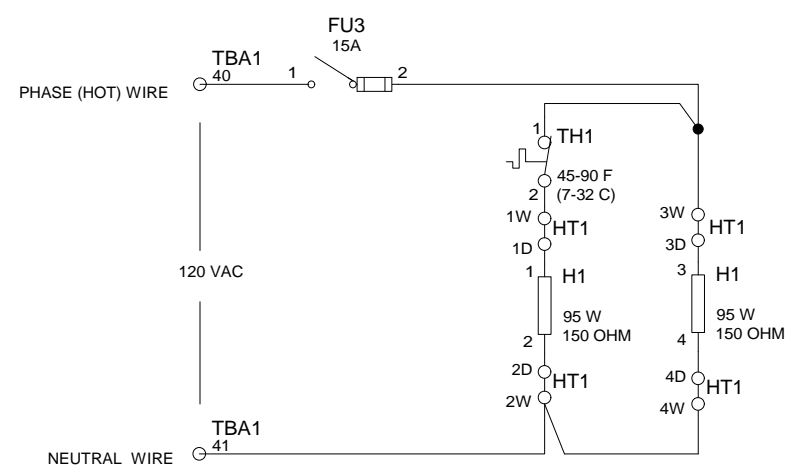 FU3
15A
TBA1
40
1
2
PHASE (HOT) WIRE
1
TH1
45-90 F
(7-32 C)
2
1W
HT1
1D
3W
HT1
3D
120 VAC
1
H1
3
H1
95 W
150 OHM
95 W
150 OHM
2
4
2D
HT1
2W
4D
HT1
4W
TBA1
41
NEUTRAL WIRE